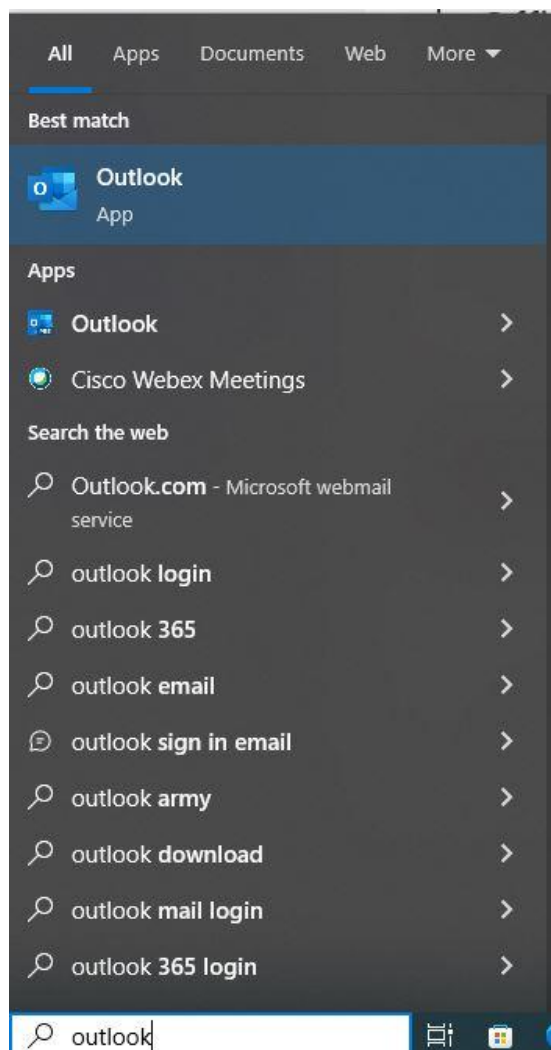 All Apps Documents Web More
Best match
Outlook
App
Apps
Outlook
Cisco Webex Meetings
Search the web
Outlook.com - Microsoft webmail
service
outlook login
outlook 365
outlook email
outlook sign in email
outlook army
outlook download
outlook mail login
outlook 365 login
outlook